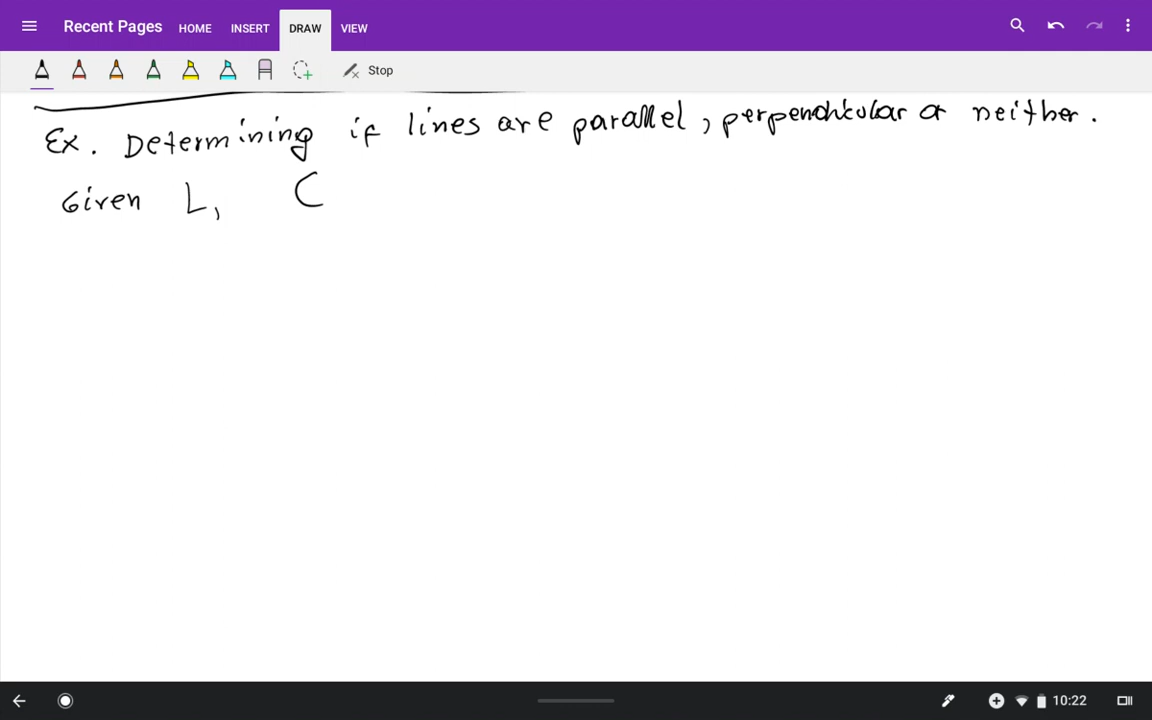 Recent Pages HOME INSERT DRAW VIEW
Stop
Ex. Determining if lines are parallel, perpendicular or neither.
Given L, (
10:22